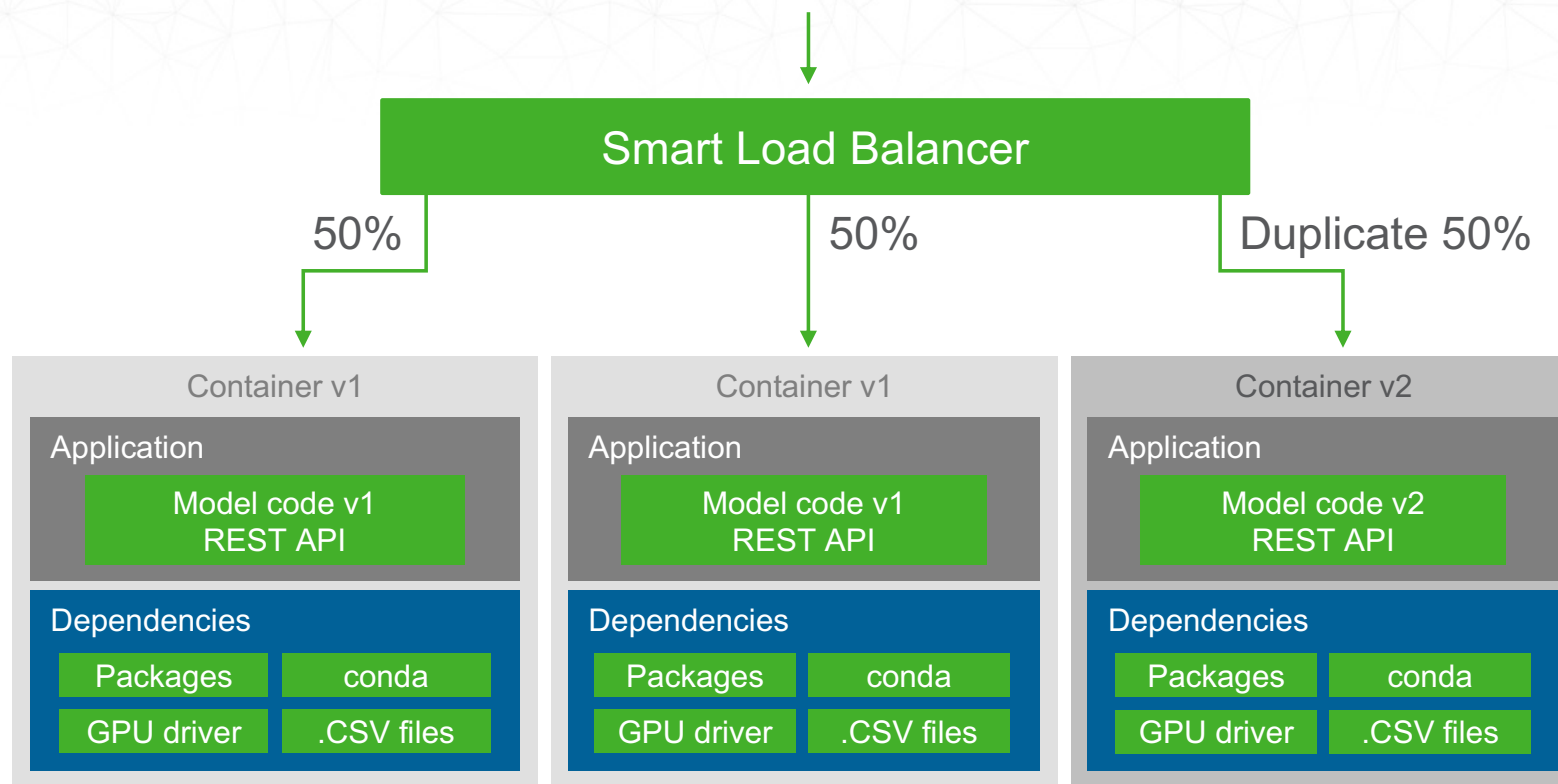 Smart Load Balancer
50%
50%
Duplicate 50%
Container v1
Application
Model code v1
REST API
Dependencies
Packages
conda
GPU driver
.CSV files
Container v1
Application
Model code v1
REST API
Dependencies
Packages
conda
GPU driver
.CSV files
Container v2
Application
Model code v2
REST API
Dependencies
Packages
conda
GPU driver
.CSV files